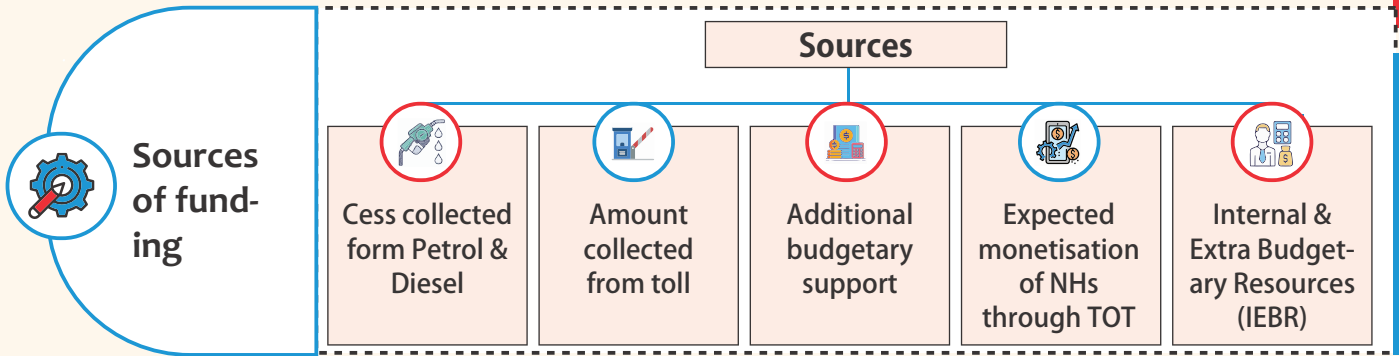 Sources
of fund-
ing
Sources
Cess collected
form Petrol &
Diesel
Amount
collected
from toll
Additional
budgetary
support
Expected
monetisation
of NHs
through TOT
Internal &
Extra Budget-
ary Resources
(IEBR)